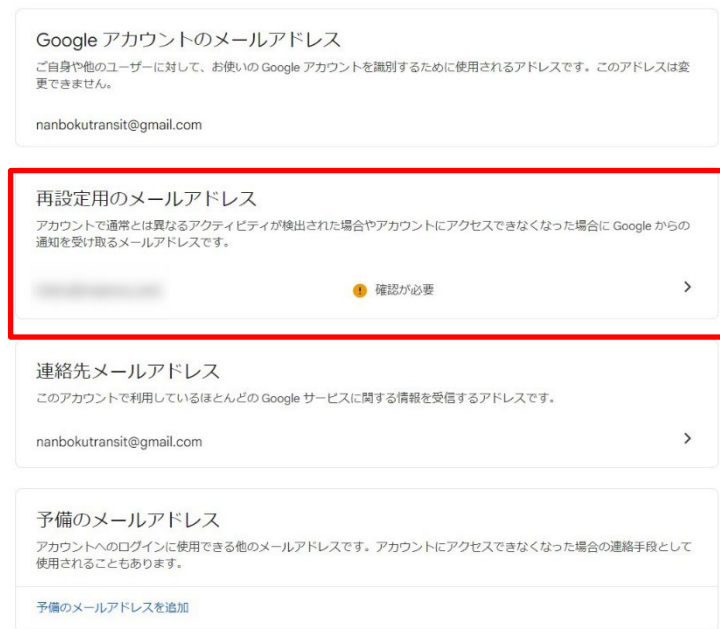 Google アカウントのメールアドレス
ご自身や他のユーザーに対して、お使いの Google アカウントを識別するために使用されるアドレスです。このアドレスは変
更できません。
nanbokutransit@gmail.com
再設定用のメールアドレス
アカウントで通常とは異なるアクティビティが検出された場合やアカウントにアクセスできなくなった場合に Google からの
通知を受け取るメールアドレスです。
確認が必要
連絡先メールアドレス
このアカウントで利用しているほとんどの Google サービスに関する情報を受信するアドレスです。
nanbokutransit@gmail.com
予備のメールアドレス
アカウントへのログインに使用できる他のメールアドレスです。アカウントにアクセスできなくなった場合の連絡手段として
使用されることもあります。
予備のメールアドレスを追加